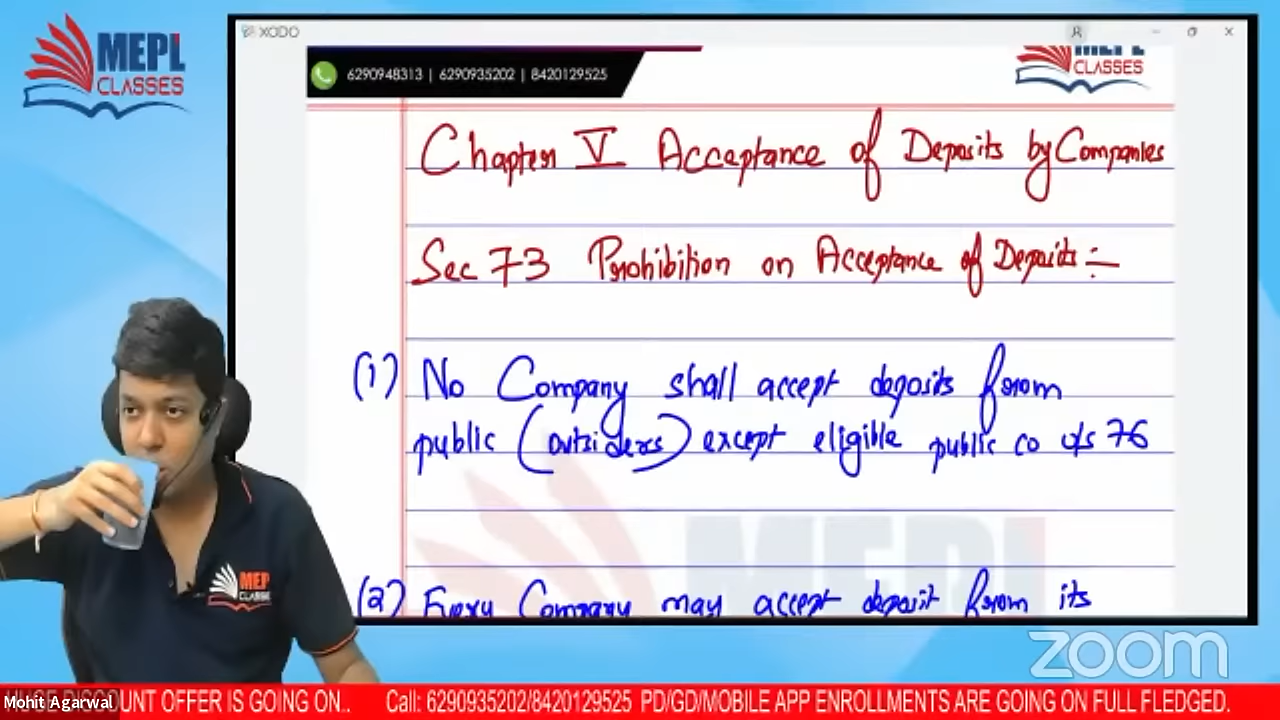 MEPL
CLASSES
XODO
6290948313 | 6290935202 | 8420129525
MEPL
CLASSES
Chapter V Acceptance of Deposits by Companies
Sec 73 Prohibition on Acceptance of Deposits :-
(1) No Company shall accept deposits from
public (outsiders) except eligible public co u/s 76
MEPL
(2) Every Company may accept deposit from its
MEPL
CLASSES
zoom
Mohit Agarwal
UNT OFFER IS GOING ON.. Call: 6290935202/8420129525 PD/GD/MOBILE APP ENROLLMENTS ARE GOING ON FULL FLEDGED.